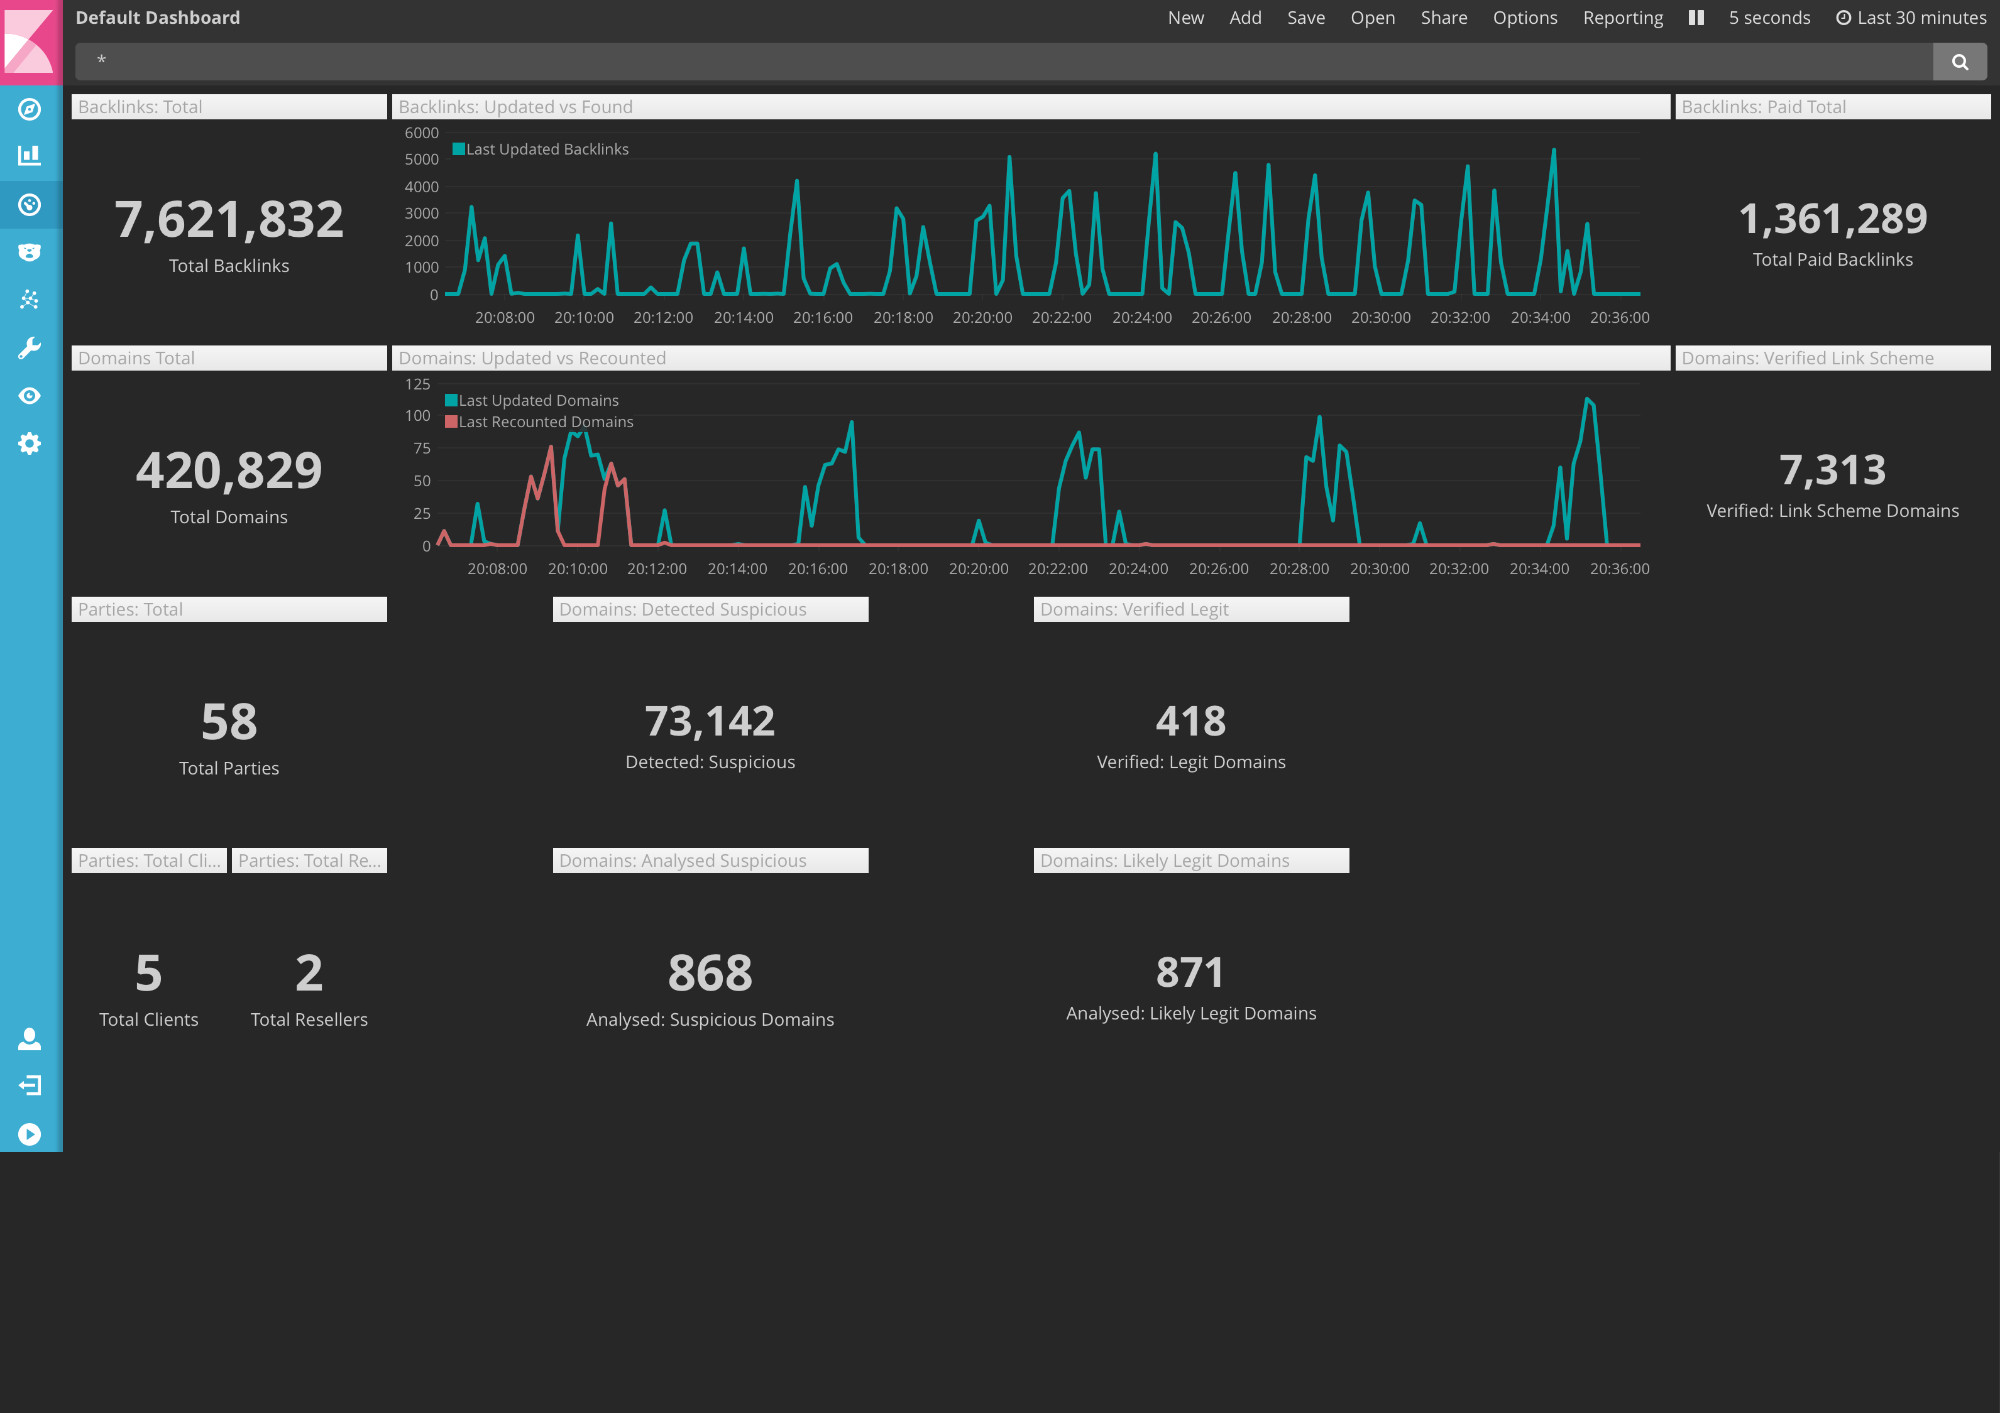 Default Dashboard
New Add Save Open Share Options Reporting 5 seconds Last 30 minutes
*
Backlinks: Total
7,621,832
Total Backlinks
Backlinks: Updated vs Found
6000
5000
4000
3000
2000
1000
0
Last Updated Backlinks
20:08:00 20:10:00 20:12:00 20:14:00 20:16:00 20:18:00 20:20:00 20:22:00 20:24:00 20:26:00 20:28:00 20:30:00 20:32:00 20:34:00 20:36:00
Backlinks: Paid Total
1,361,289
Total Paid Backlinks
Domains Total
420,829
Total Domains
Domains: Updated vs Recounted
125
100
75
50
25
0
Last Updated Domains
Last Recounted Domains
20:08:00 20:10:00 20:12:00 20:14:00 20:16:00 20:18:00 20:20:00 20:22:00 20:24:00 20:26:00 20:28:00 20:30:00 20:32:00 20:34:00 20:36:00
Domains: Verified Link Scheme
7,313
Verified: Link Scheme Domains
Parties: Total
58
Total Parties
Domains: Detected Suspicious
73,142
Detected: Suspicious
Domains: Verified Legit
418
Verified: Legit Domains
Parties: Total Cli...
5
Total Clients
Parties: Total Re...
2
Total Resellers
Domains: Analysed Suspicious
868
Analysed: Suspicious Domains
Domains: Likely Legit Domains
871
Analysed: Likely Legit Domains